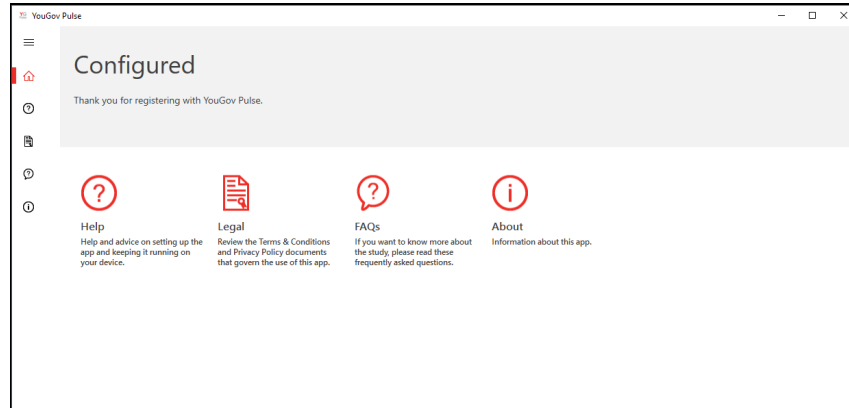 YouGov Pulse
Configured
Thank you for registering with YouGov Pulse.
Help
Help and advice on setting up the
app and keeping it running on
your device.
Legal
Review the Terms & Conditions
and Privacy Policy documents
that govern the use of this app.
FAQs
If you want to know more about
the study, please read these
frequently asked questions.
About
Information about this app.